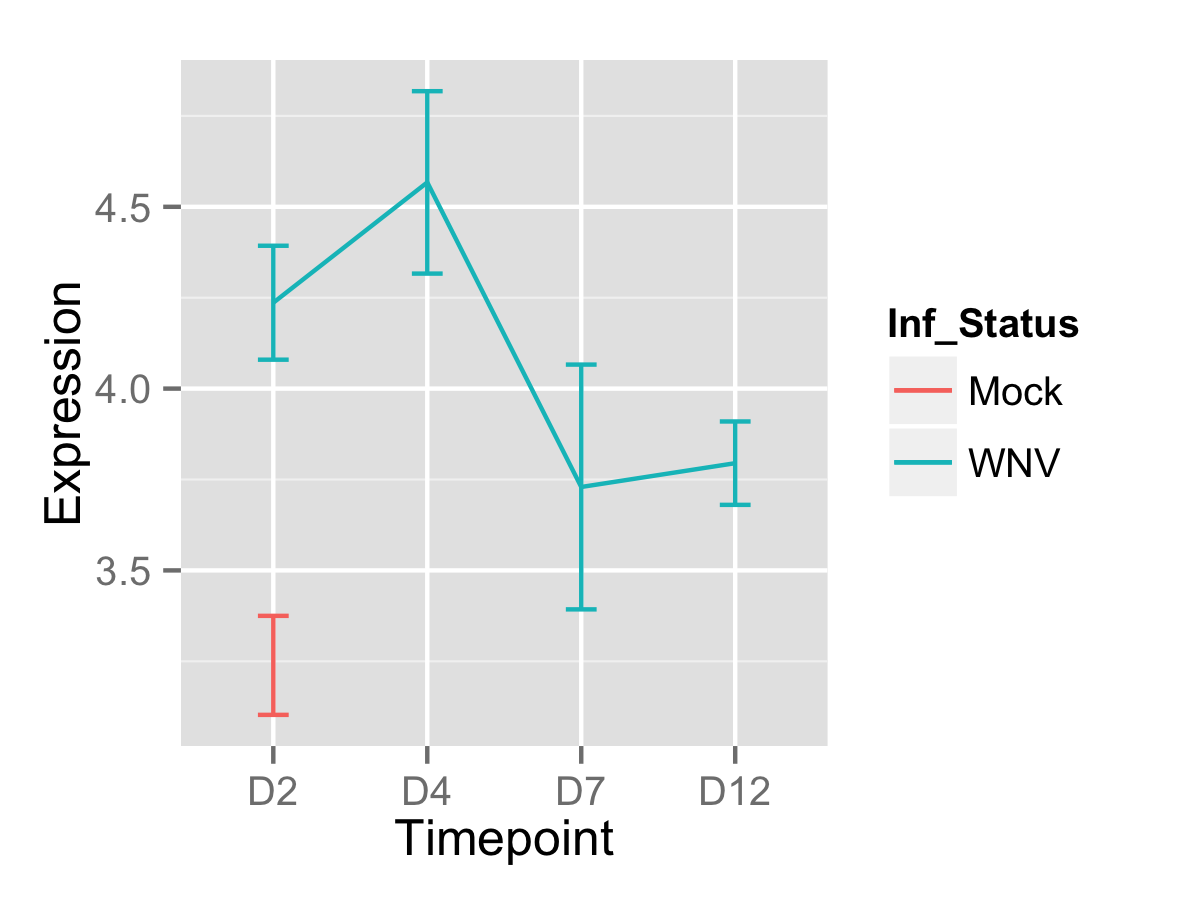 Expression
4.5
4.0
3.5
D2 D4 D7 D12
Timepoint
Inf_Status
Mock
WNV